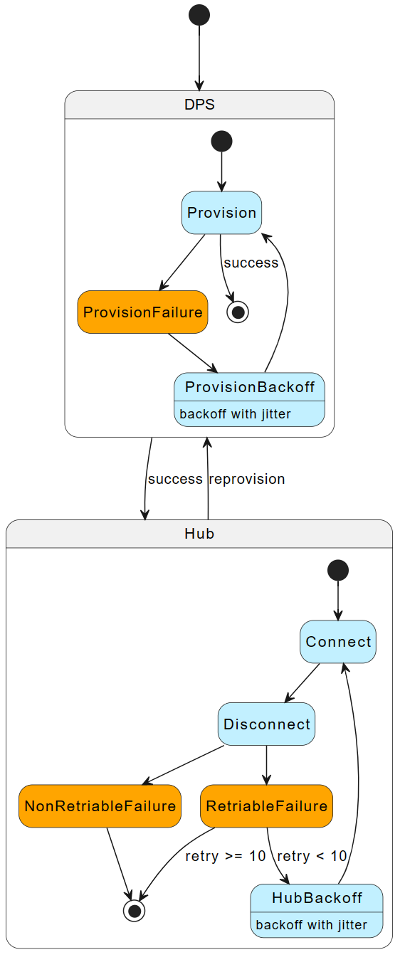 DPS
Provision
success
ProvisionFailure
ProvisionBackoff
backoff with jitter
success reprovision
Hub
Connect
Disconnect
NonRetriableFailure RetriableFailure
retry >= 10 retry < 10
HubBackoff
backoff with jitter